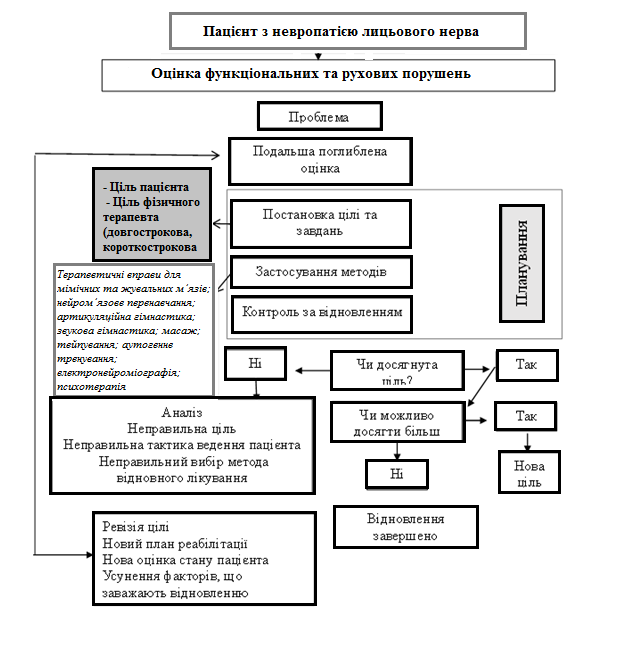 Пацієнт з невропатією лицьового нерва
Оцінка функціональних та рухових порушень
Проблема
Подальша поглиблена
оцінка
- Ціль пацієнта
- Ціль фізичного
терапевта
(довгострокова,
короткострокова
Постановка цілі та
завдань
Планування
Терапевтичні вправи для
мімічних та жувальних м´язів;
нейром´язове перенавчання;
артикуляційна гімнастика;
звукова гімнастика; масаж;
тейпування; аутогенне
тренування;
електронейроміографія;
психотерапія
Застосування методів
Контроль за відновленням
Ні
Чи досягнута
ціль?
Так
Аналіз
Неправильна ціль
Неправильна тактика ведення пацієнта
Неправильний вибір метода
відновного лікування
Чи можливо
досягти більш
Так
Ні
Нова
ціль
Відновлення
завершено
Ревізія цілі
Новий план реабілітації
Нова оцінка стану пацієнта
Усунення факторів, що
заважають відновленню